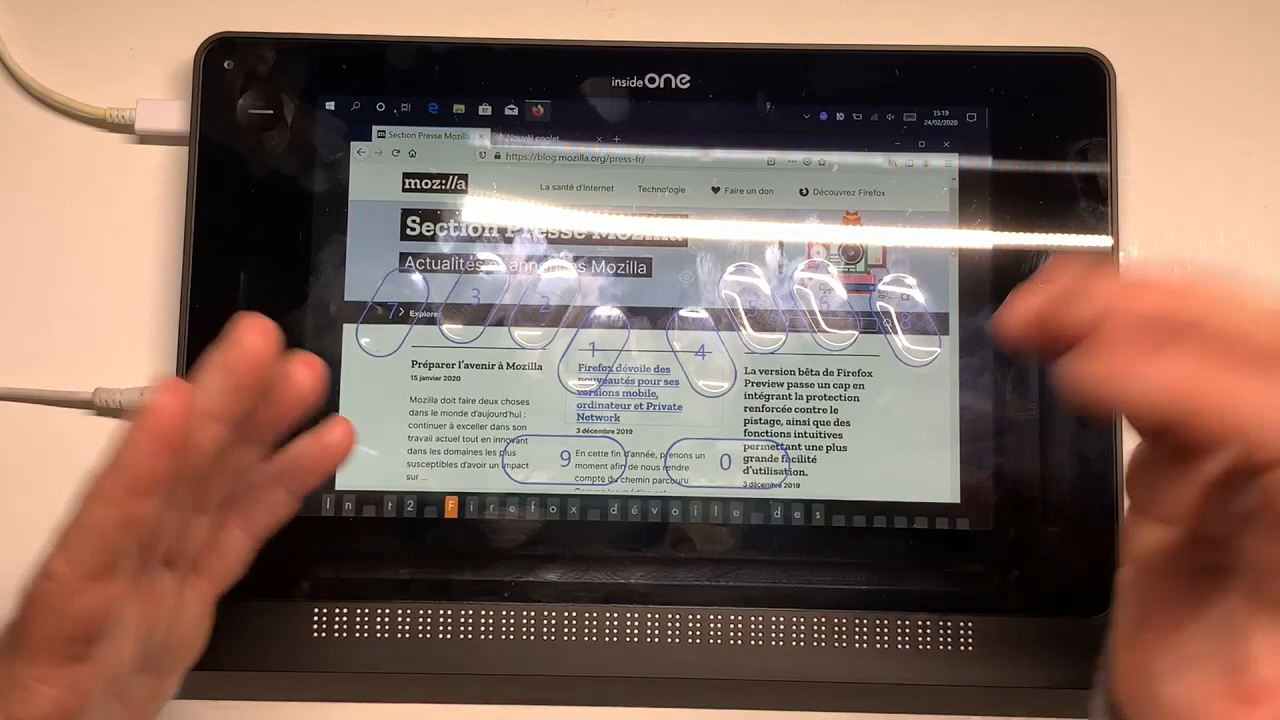 insideONE
15:19
24/02/2020
Section Presse Mozilla
Nouvel onglet
https://blog.mozilla.org/press-fr/
moz://a
La santé d'Internet
Technologie
Faire un don
Découvrez Firefox
Section Presse Mozilla
Actualités et annonces Mozilla
7
3
2
1
4
5
6
8
Explorer
Préparer l'avenir à Mozilla
15 janvier 2020
Mozilla doit faire deux choses
dans le monde d'aujourd'hui :
continuer à exceller dans son
travail actuel tout en innovant
dans les domaines les plus
susceptibles d'avoir un impact
sur ...
Firefox dévoile des
nouveautés pour ses
versions mobile,
ordinateur et Private
Network
3 décembre 2019
En cette fin d'année, prenons un
moment afin de nous rendre
compte du chemin parcouru.
La version bêta de Firefox
Preview passe un cap en
intégrant la protection
renforcée contre le
pistage, ainsi que des
fonctions intuitives
permettant une plus
grande facilité
d'utilisation.
3 décembre 2019
9
0
ln t2 Firefox dévoile des